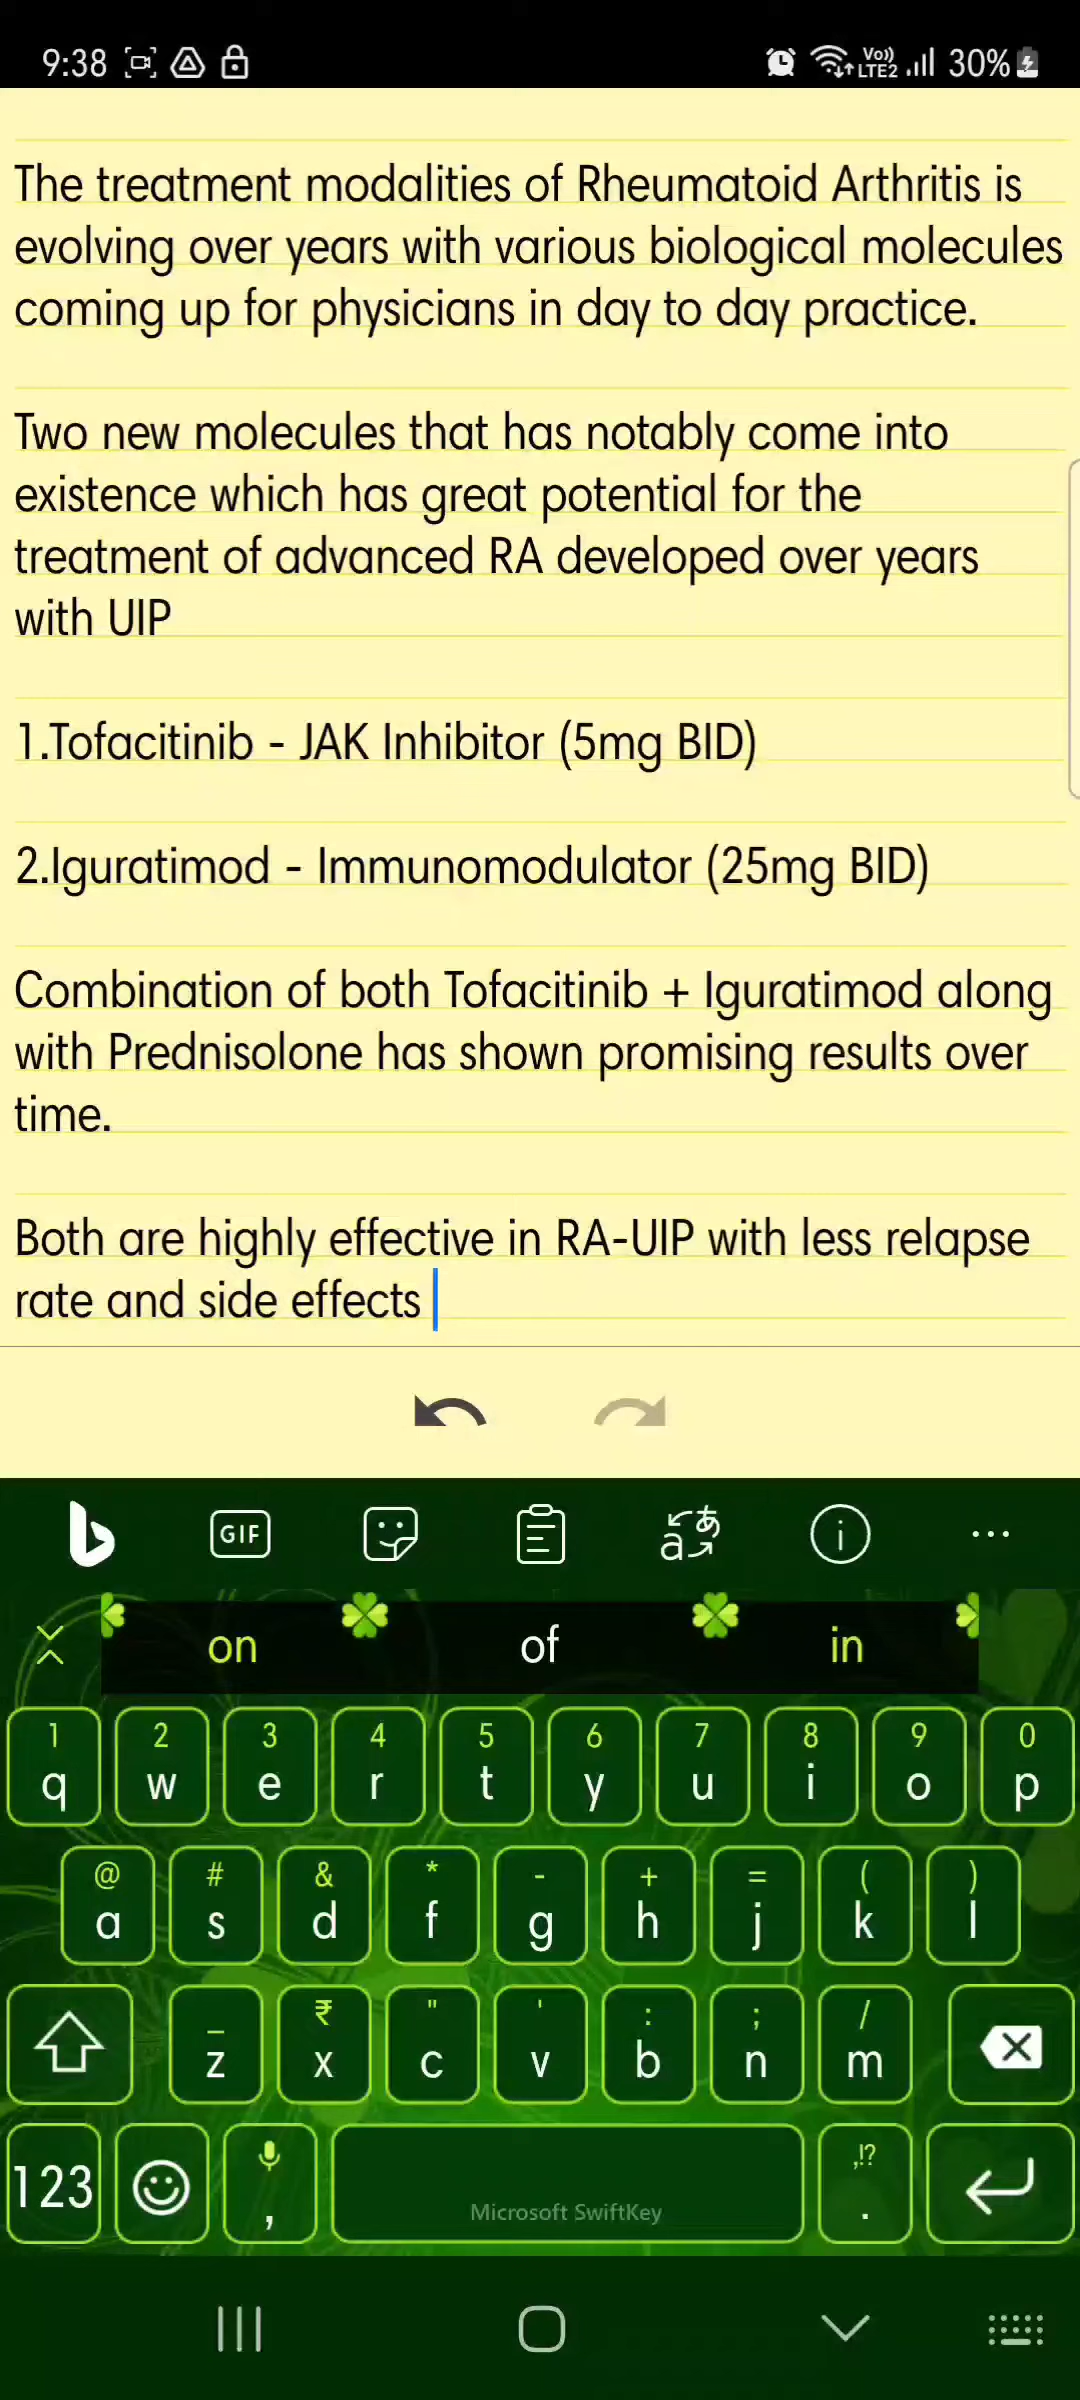 9:38 Vo)) LTE2 30%
The treatment modalities of Rheumatoid Arthritis is
evolving over years with various biological molecules
coming up for physicians in day to day practice.
Two new molecules that has notably come into
existence which has great potential for the
treatment of advanced RA developed over years
with UIP
1.Tofacitinib - JAK Inhibitor (5mg BID)
2.Iguratimod - Immunomodulator (25mg BID)
Combination of both Tofacitinib + Iguratimod along
with Prednisolone has shown promising results over
time.
Both are highly effective in RA-UIP with less relapse
rate and side effects
GIF aあ i ...
on of in
1 2 3 4 5 6 7 8 9 0
q w e r t y u i o p
@ # & * - + = ( )
a s d f g h j k l
_ ₹ " ' : ; /
z x c v b n m
123 , ,!? .
Microsoft SwiftKey